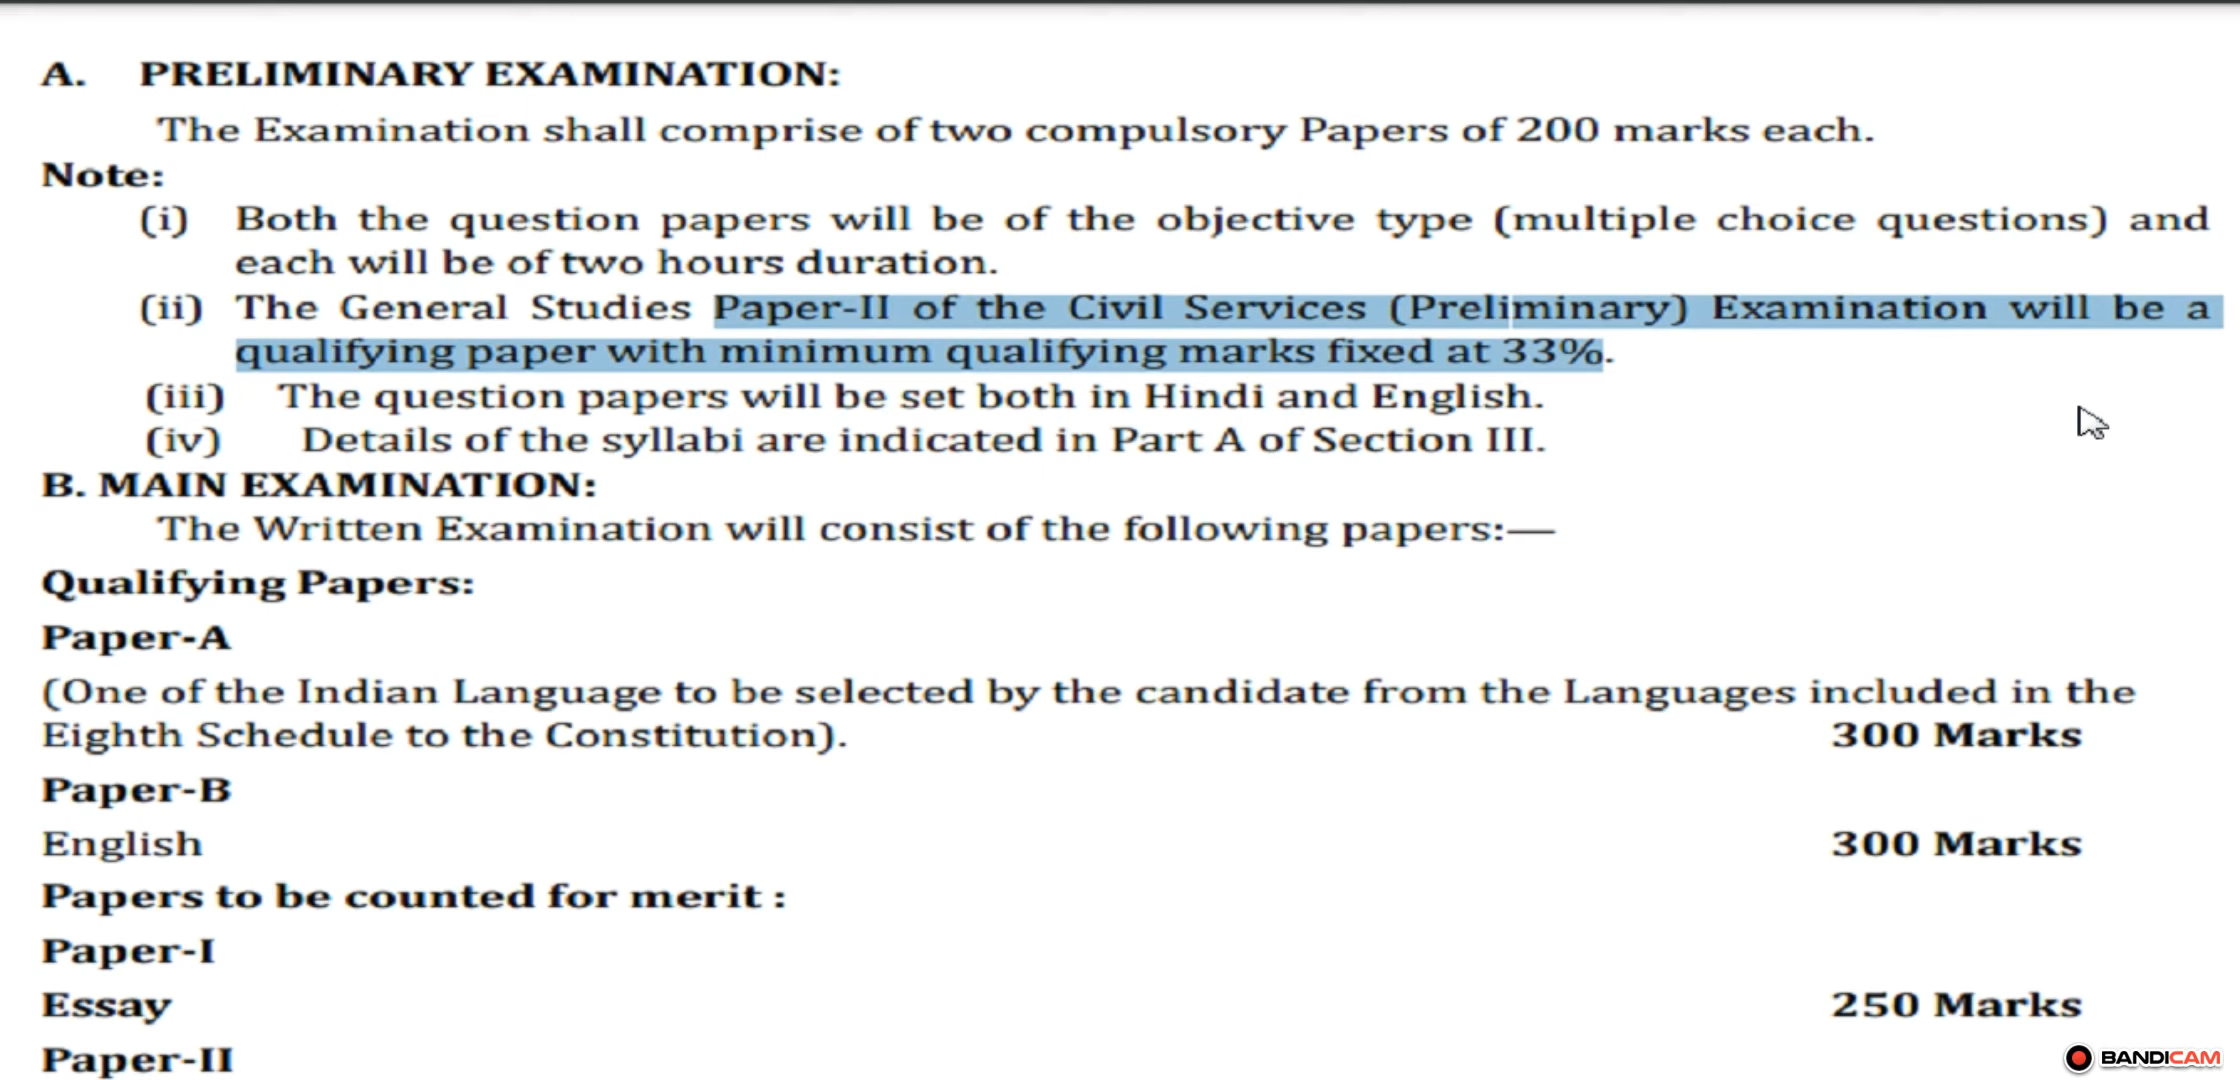 A. PRELIMINARY EXAMINATION:
The Examination shall comprise of two compulsory Papers of 200 marks each.
Note:
(i) Both the question papers will be of the objective type (multiple choice questions) and
each will be of two hours duration.
(ii) The General Studies Paper-II of the Civil Services (Preliminary) Examination will be a
qualifying paper with minimum qualifying marks fixed at 33%.
(iii) The question papers will be set both in Hindi and English.
(iv) Details of the syllabi are indicated in Part A of Section III.
B. MAIN EXAMINATION:
The Written Examination will consist of the following papers:—
Qualifying Papers:
Paper-A
(One of the Indian Language to be selected by the candidate from the Languages included in the
Eighth Schedule to the Constitution). 300 Marks
Paper-B
English 300 Marks
Papers to be counted for merit :
Paper-I
Essay 250 Marks
Paper-II
BANDICAM